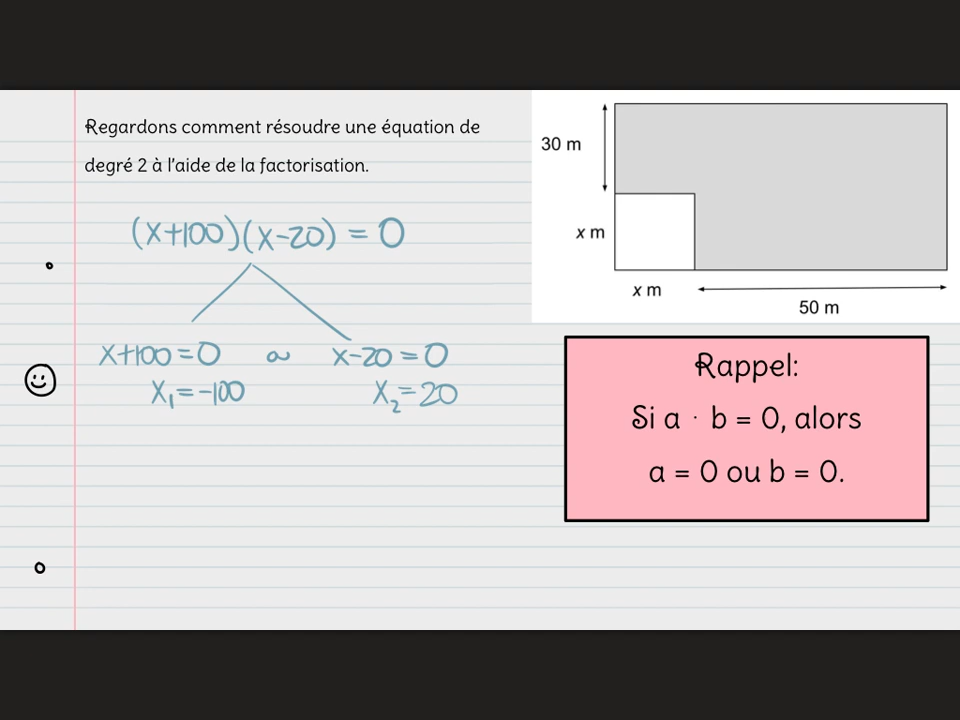 Regardons comment résoudre une équation de
degré 2 à l'aide de la factorisation.
(x+100)(x-20) = 0
x+100=0 ou x-20=0
x₁=-100 x₂=20
30 m
x m
x m
50 m
Rappel:
Si a · b = 0, alors
a = 0 ou b = 0.